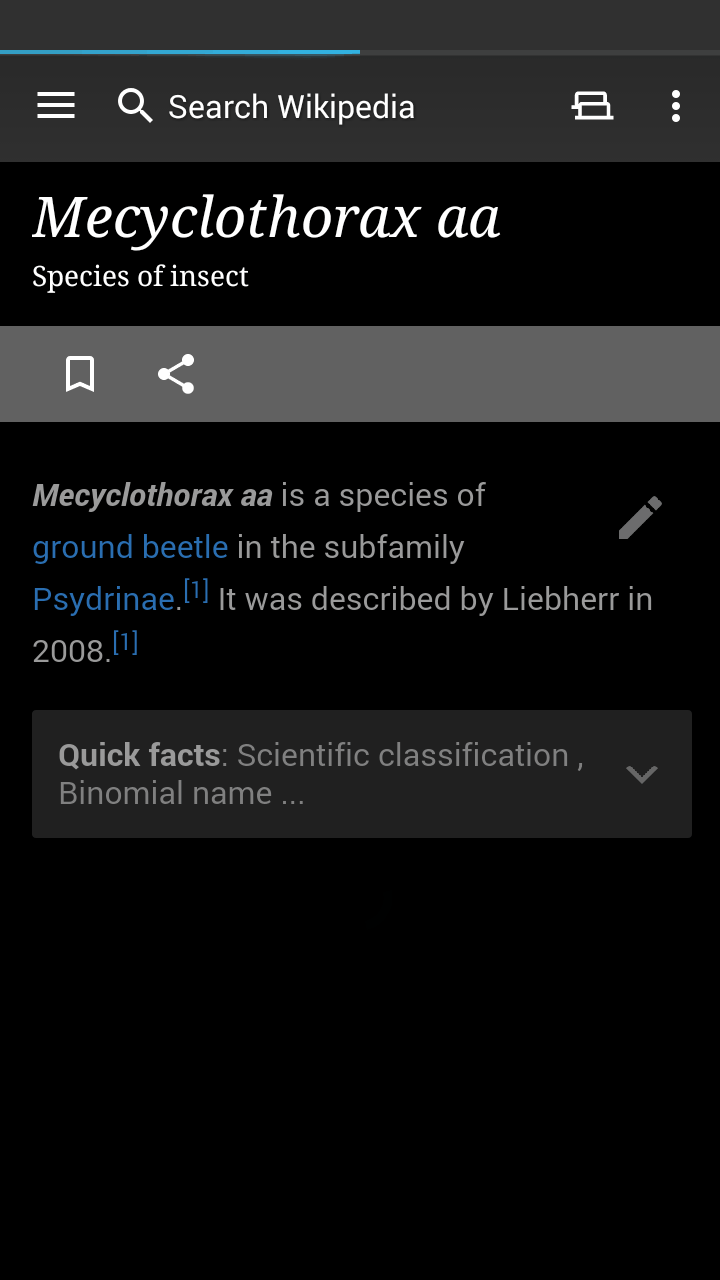 Search Wikipedia
Mecyclothorax aa
Species of insect
Mecyclothorax aa is a species of
ground beetle in the subfamily
Psydrinae.[1] It was described by Liebherr in
2008.[1]
Quick facts: Scientific classification ,
Binomial name ...